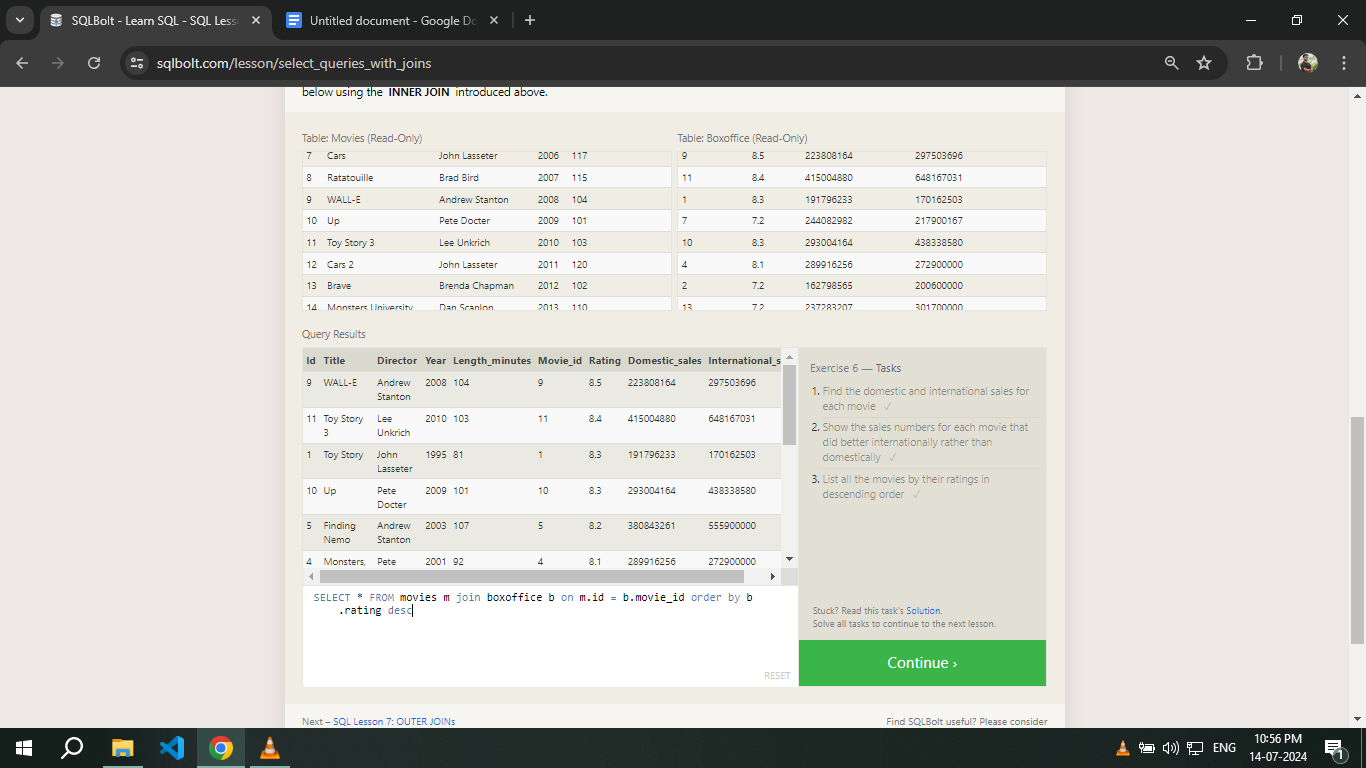 SQLBolt - Learn SQL - SQL Less
Untitled document - Google Do
sqlbolt.com/lesson/select_queries_with_joins
below using the INNER JOIN introduced above.
Table: Movies (Read-Only)
Table: Boxoffice (Read-Only)
7 Cars John Lasseter 2006 117
8 Ratatouille Brad Bird 2007 115
9 WALL-E Andrew Stanton 2008 104
10 Up Pete Docter 2009 101
11 Toy Story 3 Lee Unkrich 2010 103
12 Cars 2 John Lasseter 2011 120
13 Brave Brenda Chapman 2012 102
14 Monsters University Dan Scanlon 2013 110
9 8.5 223808164 297503696
11 8.4 415004880 648167031
1 8.3 191796233 170162503
7 7.2 244082982 217900167
10 8.3 293004164 438338580
4 8.1 289916256 272900000
2 7.2 162798565 200600000
13 7.2 237283207 301700000
Query Results
Id Title Director Year Length_minutes Movie_id Rating Domestic_sales International_s
9 WALL-E Andrew 2008 104 9 8.5 223808164 297503696
Stanton
11 Toy Story Lee 2010 103 11 8.4 415004880 648167031
3 Unkrich
1 Toy Story John 1995 81 1 8.3 191796233 170162503
Lasseter
10 Up Pete 2009 101 10 8.3 293004164 438338580
Docter
5 Finding Andrew 2003 107 5 8.2 380843261 555900000
Nemo Stanton
4 Monsters, Pete 2001 92 4 8.1 289916256 272900000
SELECT * FROM movies m join boxoffice b on m.id = b.movie_id order by b
.rating desc
RESET
Exercise 6 — Tasks
1. Find the domestic and international sales for
each movie ✓
2. Show the sales numbers for each movie that
did better internationally rather than
domestically ✓
3. List all the movies by their ratings in
descending order ✓
Stuck? Read this task's Solution.
Solve all tasks to continue to the next lesson.
Continue ›
Next – SQL Lesson 7: OUTER JOINs
Find SQLBolt useful? Please consider
ENG
10:56 PM
14-07-2024
1